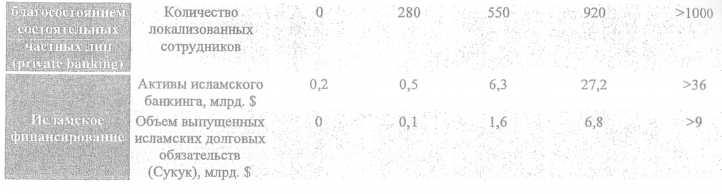 благосостоянием
состоятельных
частных лиц
(private banking)
Количество
локализованных
сотрудников
0 280 550 920 >1000
Исламское
финансирование
Активы исламского
банкинга, млрд. $
0,2 0,5 6,3 27,2 >36
Объем выпущенных
исламских долговых
обязательств
(Сукук), млрд. $
0 0,1 1,6 6,8 >9